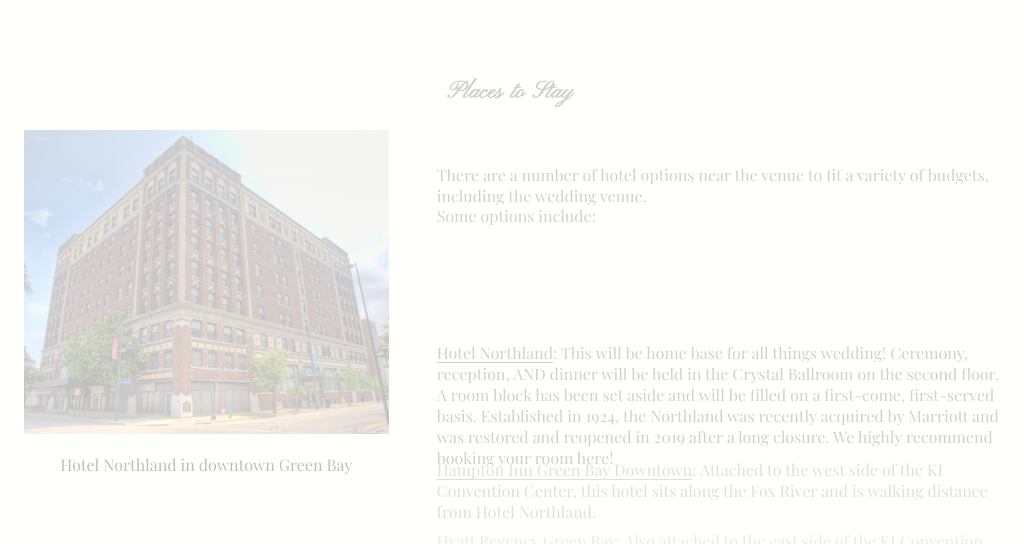 Places to Stay
There are a number of hotel options near the venue to fit a variety of budgets,
including the wedding venue.
Some options include:
Hotel Northland: This will be home base for all things wedding! Ceremony,
reception, AND dinner will be held in the Crystal Ballroom on the second floor.
A room block has been set aside and will be filled on a first-come, first-served
basis. Established in 1924, the Northland was recently acquired by Marriott and
was restored and reopened in 2019 after a long closure. We highly recommend
booking your room here!
Hotel Northland in downtown Green Bay
Hampton Inn Green Bay Downtown: Attached to the west side of the KI
Convention Center, this hotel sits along the Fox River and is walking distance
from Hotel Northland.
Hyatt Regency Green Bay: Also attached to the east side of the KI Convention